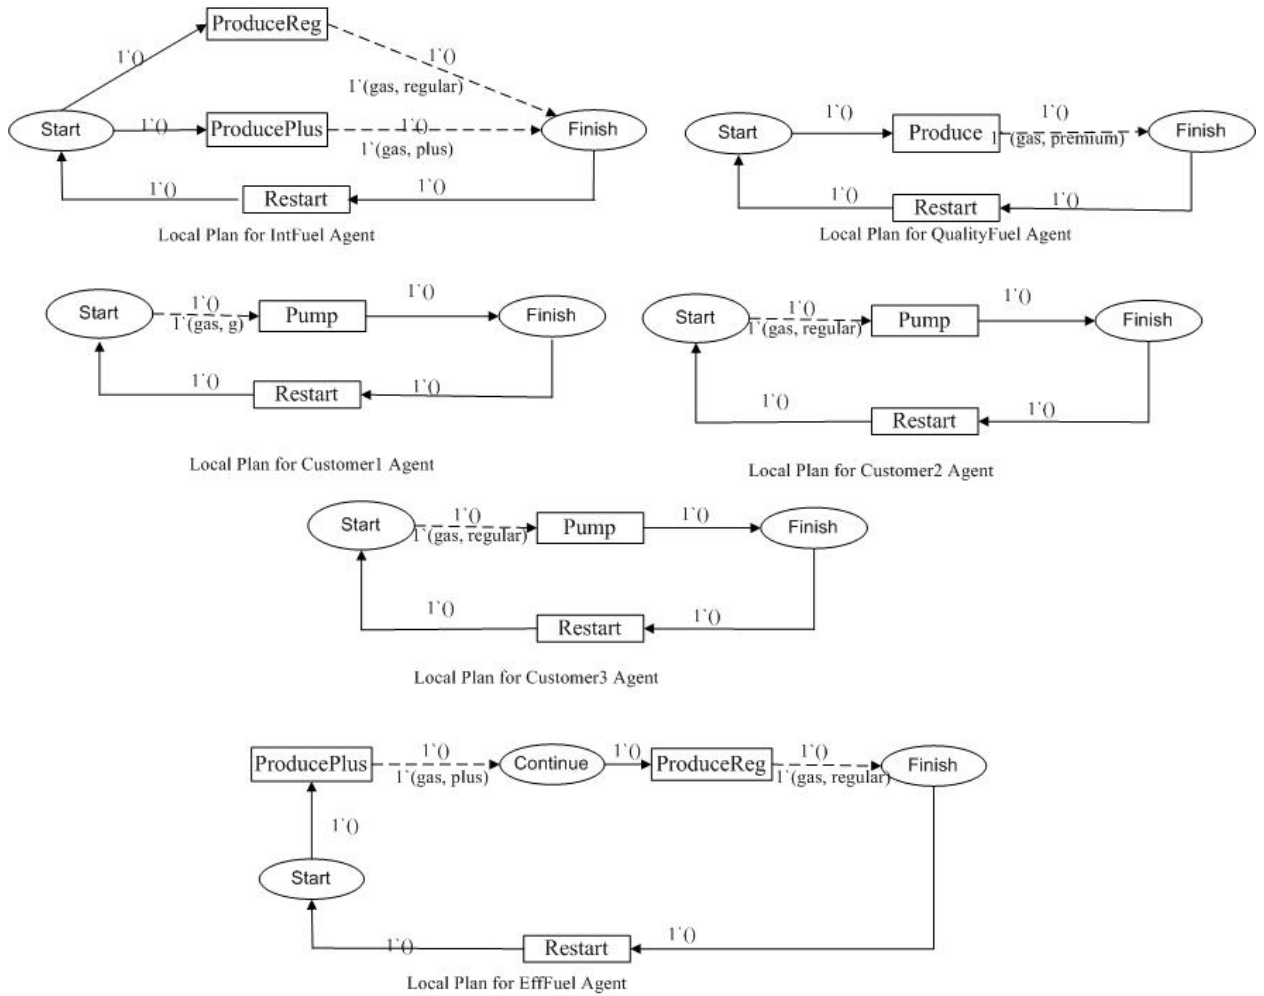 ProduceReg
1`()
1`()
1`(gas, regular)
Start
1`()
ProducePlus
1`()
1`(gas, plus)
Finish
1`()
Restart
1`()
Local Plan for IntFuel Agent
Start
1`()
Produce
1`()
1`(gas, premium)
Finish
1`()
Restart
1`()
Local Plan for QualityFuel Agent
Start
1`()
1`(gas, g)
Pump
1`()
Finish
1`()
Restart
1`()
Local Plan for Customer1 Agent
Start
1`()
1`(gas, regular)
Pump
1`()
Finish
1`()
Restart
1`()
Local Plan for Customer2 Agent
Start
1`()
1`(gas, regular)
Pump
1`()
Finish
1`()
Restart
1`()
Local Plan for Customer3 Agent
ProducePlus
1`()
1`(gas, plus)
Continue
1`()
ProduceReg
1`()
1`(gas, regular)
Finish
1`()
Start
1`()
Restart
1`()
Local Plan for EffFuel Agent